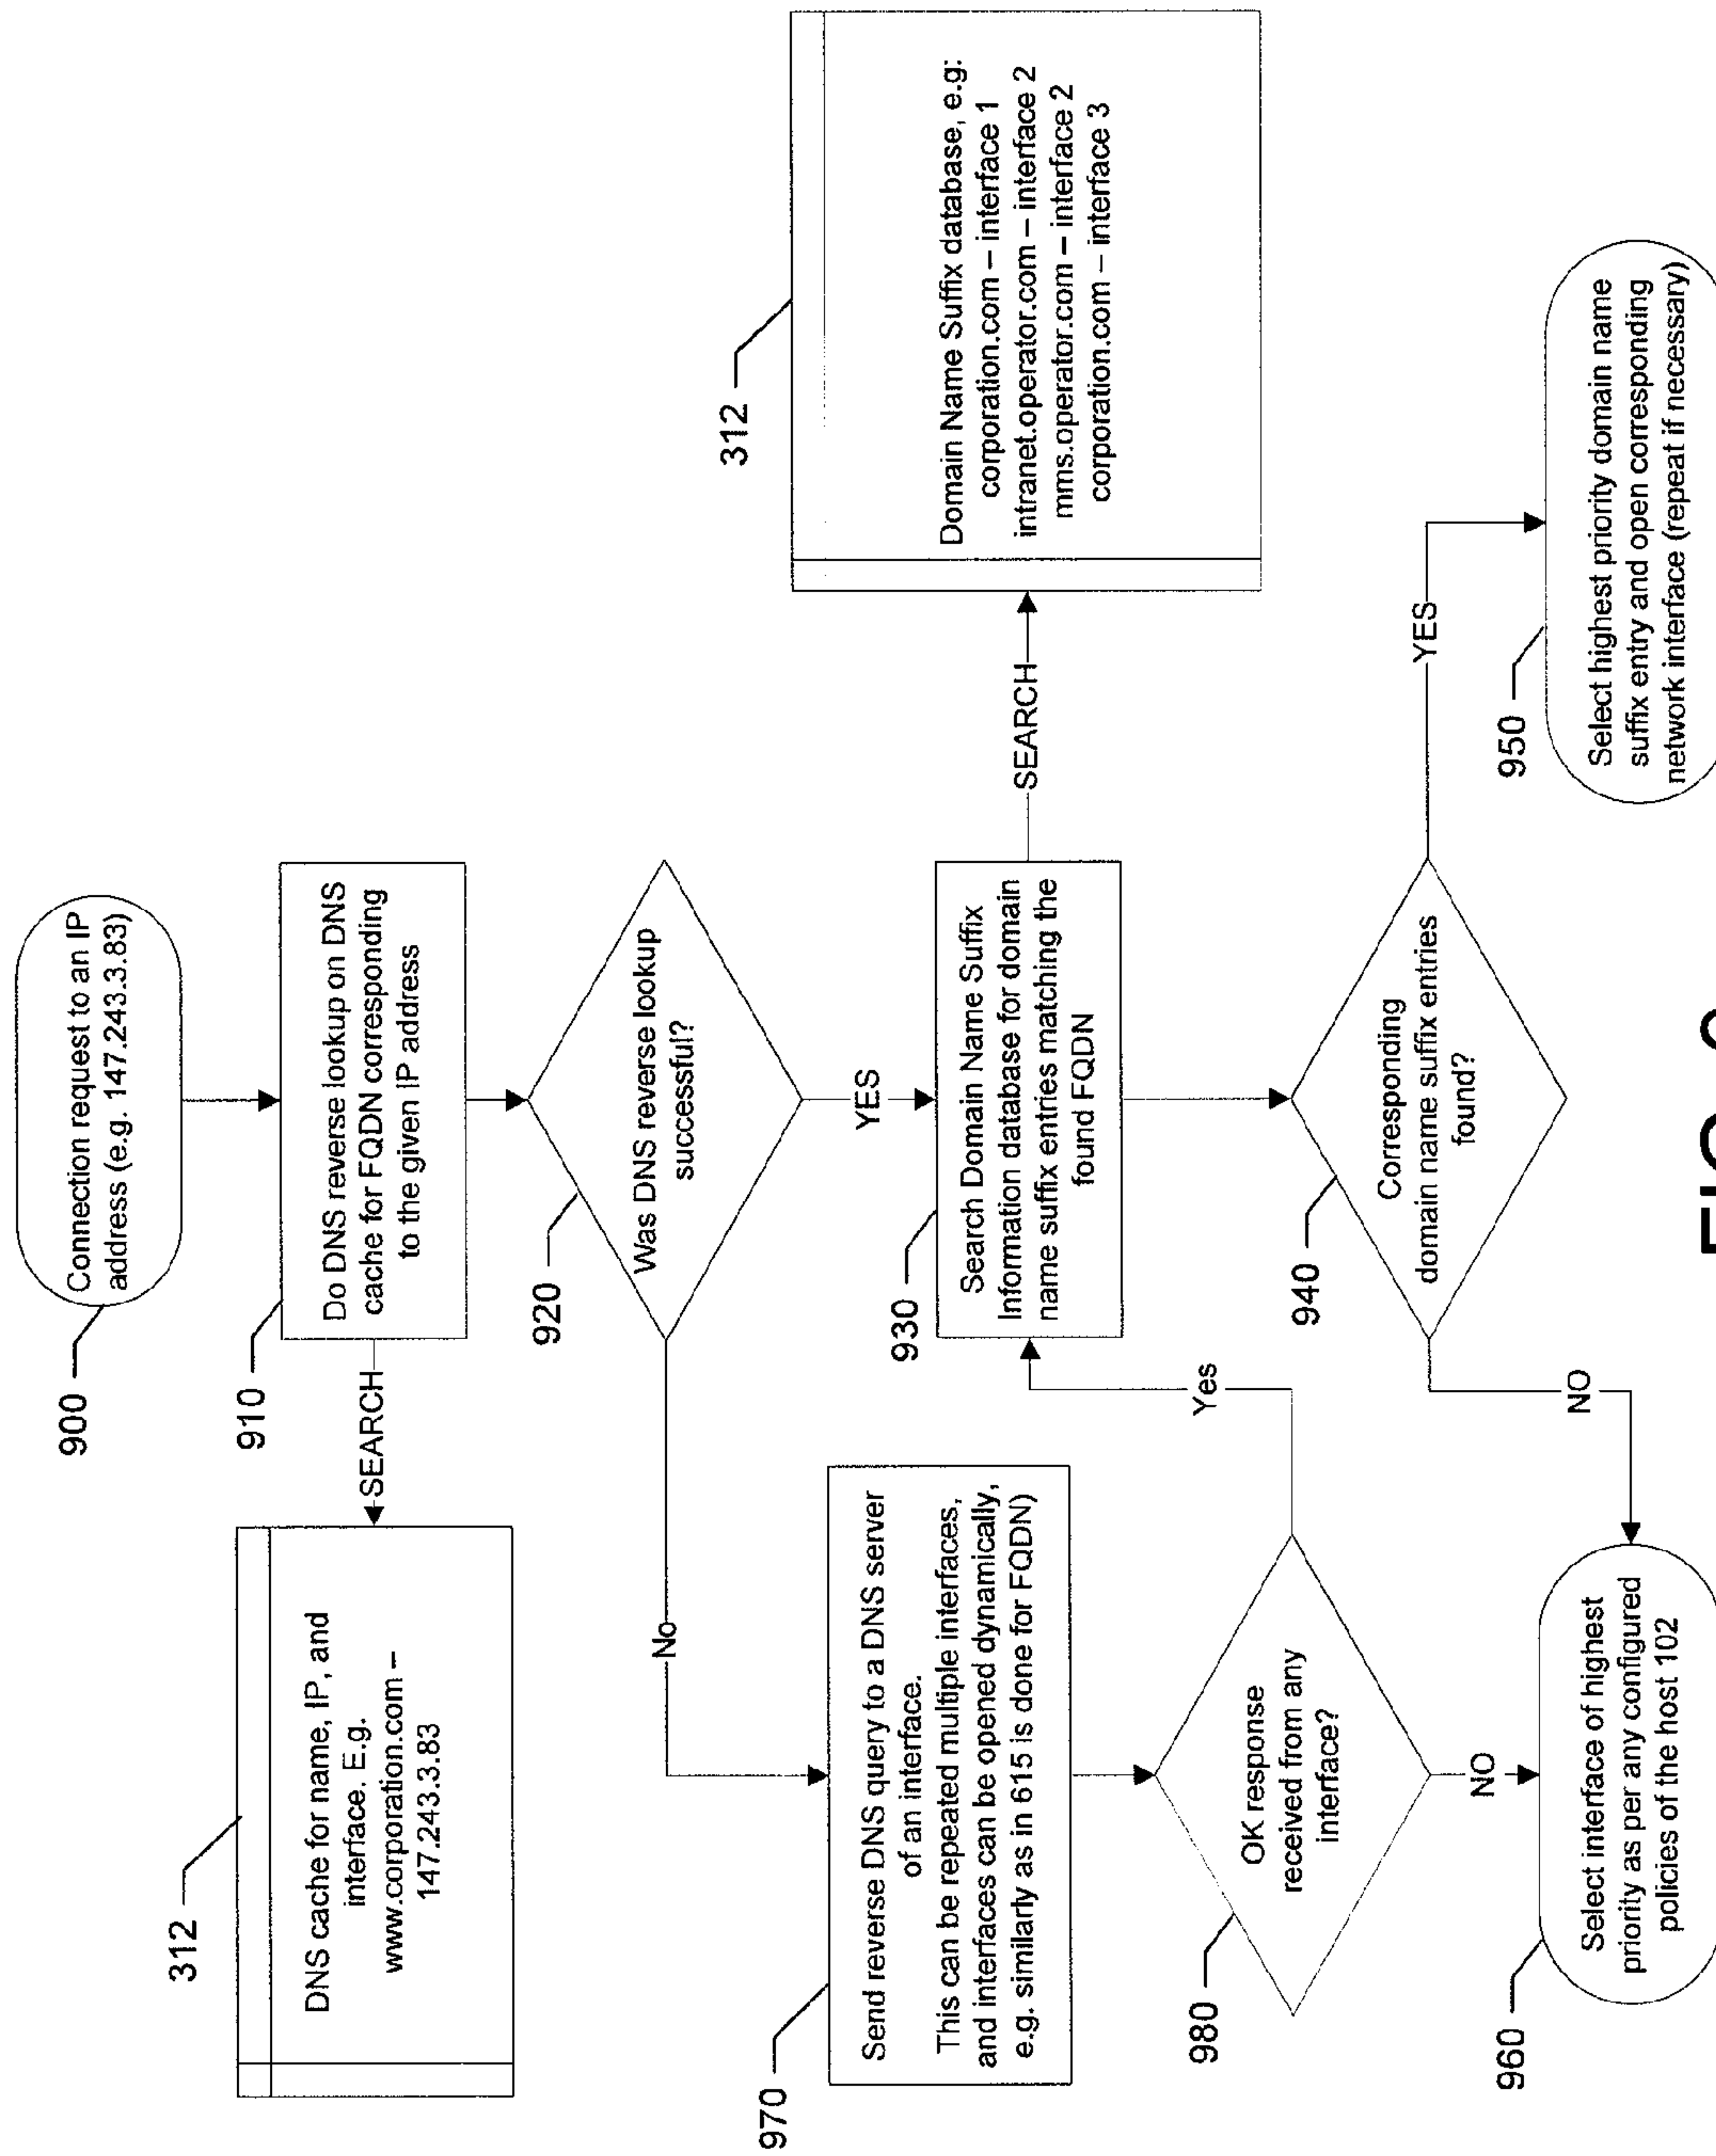 900
Connection request to an IP
address (e.g. 147.243.3.83)
910
Do DNS reverse lookup on DNS
cache for FQDN corresponding
to the given IP address
SEARCH
312
DNS cache for name, IP, and
interface. E.g.
www.corporation.com –
147.243.3.83
920
Was DNS reverse lookup
successful?
No
YES
970
Send reverse DNS query to a DNS server
of an interface.
This can be repeated multiple interfaces,
and interfaces can be opened dynamically,
e.g. similarly as in 615 is done for FQDN)
930
Search Domain Name Suffix
Information database for domain
name suffix entries matching the
found FQDN
SEARCH
312
Domain Name Suffix database, e.g:
corporation.com – interface 1
intranet.operator.com – interface 2
mms.operator.com – interface 2
corporation.com – interface 3
980
OK response
received from any
interface?
Yes
NO
940
Corresponding
domain name suffix entries
found?
NO
YES
960
Select interface of highest
priority as per any configured
policies of the host 102
950
Select highest priority domain name
suffix entry and open corresponding
network interface (repeat if necessary)
FIG.